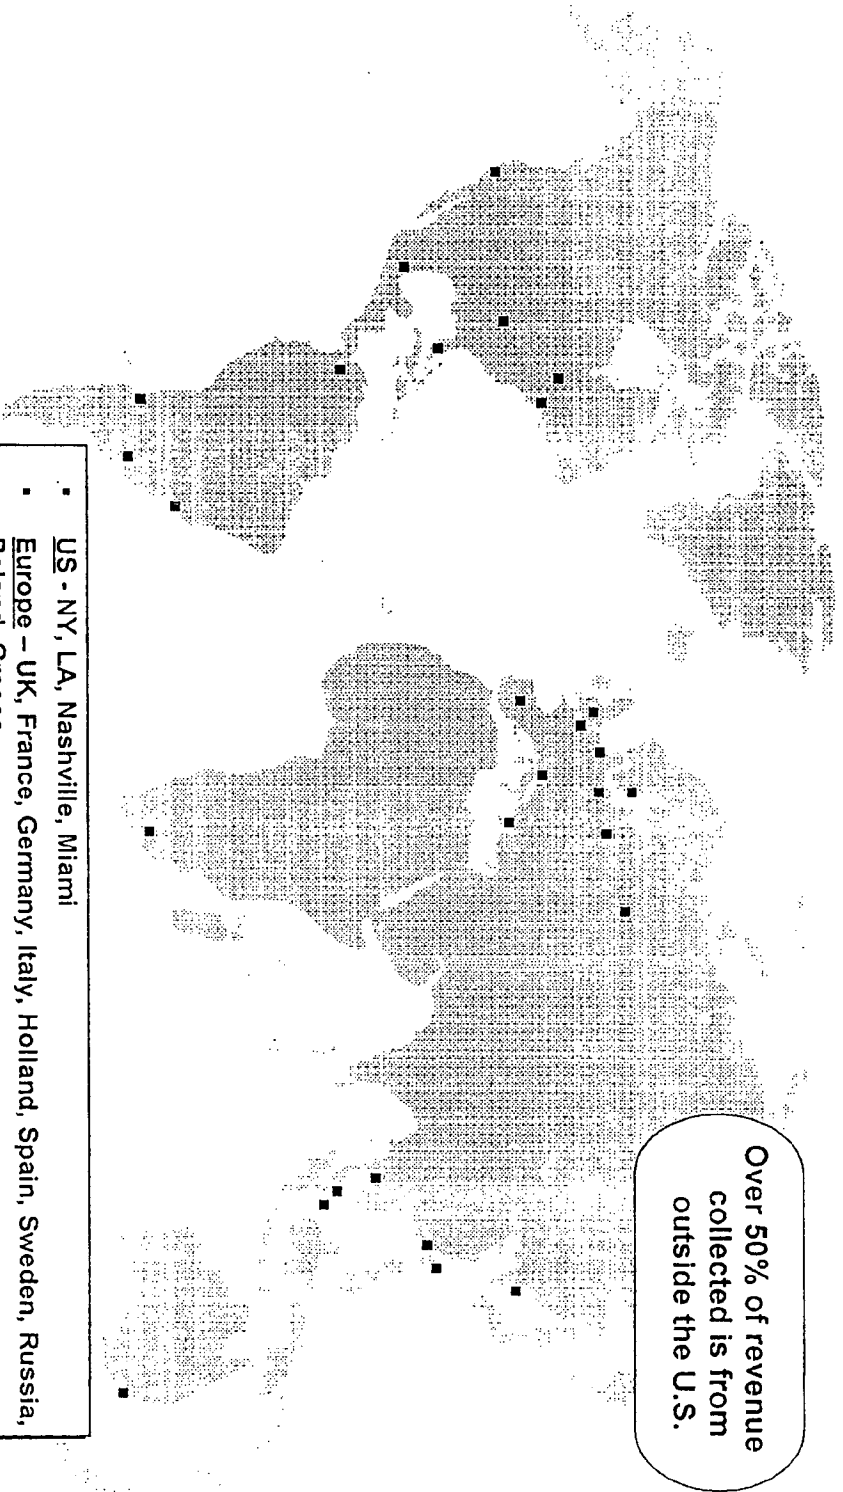 Over 50% of revenue
collected is from
outside the U.S.
▪ US - NY, LA, Nashville, Miami
▪ Europe – UK, France, Germany, Italy, Holland, Spain, Sweden, Russia,